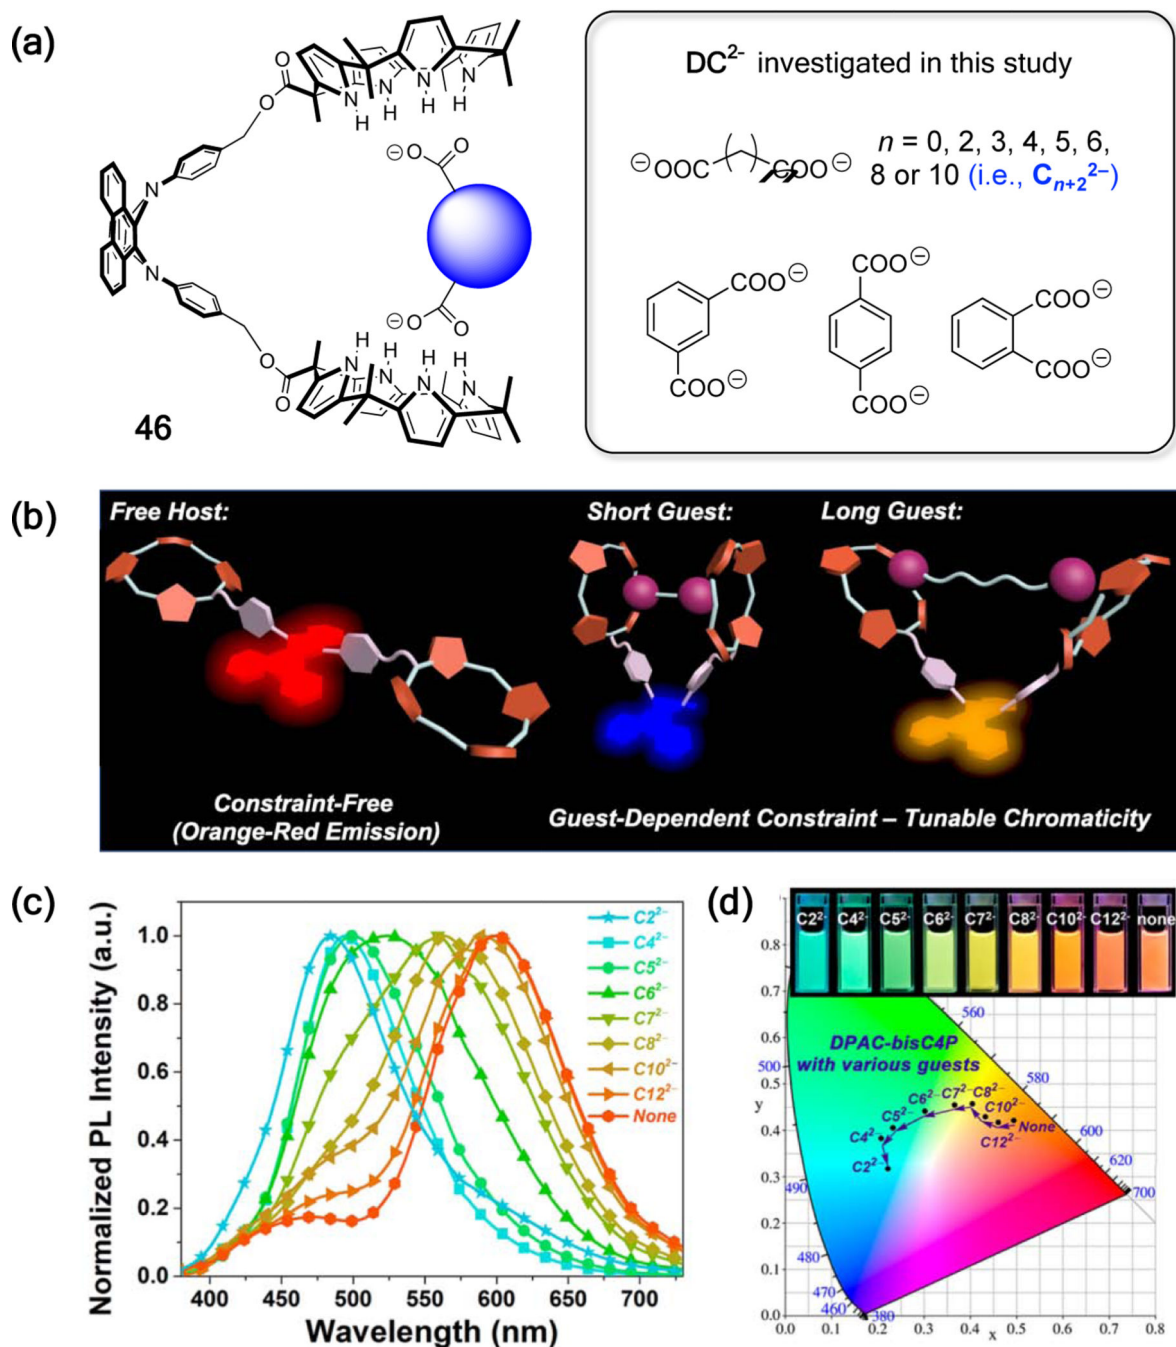 (a)
DC²⁻ investigated in this study
⊖OOC ( ) COO⊖ n
n = 0, 2, 3, 4, 5, 6,
8 or 10 (i.e., Cₙ₊₂²⁻)
COO⊖
COO⊖
COO⊖
COO⊖
COO⊖
COO⊖
O
O
N
N
O
O
N
H
N
H
N
H
N
H
⊖O
O
⊖O
O
H
N
H
N
H
N
H
N
46
(b)
Free Host:
Short Guest:
Long Guest:
Constraint-Free
(Orange-Red Emission)
Guest-Dependent Constraint – Tunable Chromaticity
(c)
Normalized PL Intensity (a.u.)
1.0
0.8
0.6
0.4
0.2
0.0
400
450
500
550
600
650
700
Wavelength (nm)
C2²⁻
C4²⁻
C5²⁻
C6²⁻
C7²⁻
C8²⁻
C10²⁻
C12²⁻
None
(d)
C2²⁻
C4²⁻
C5²⁻
C6²⁻
C7²⁻
C8²⁻
C10²⁻
C12²⁻
none
DPAC-bisC4P
with various guests
C6²⁻
C7²⁻
C8²⁻
C5²⁻
C10²⁻
C4²⁻
C12²⁻
None
C2²⁻
560
580
600
620
700
500
490
480
470
460
380
y
0.8
0.7
0.6
0.5
0.4
0.3
0.2
0.1
0.0
0.0
0.1
0.2
0.3
0.4
0.5
0.6
0.7
0.8
x